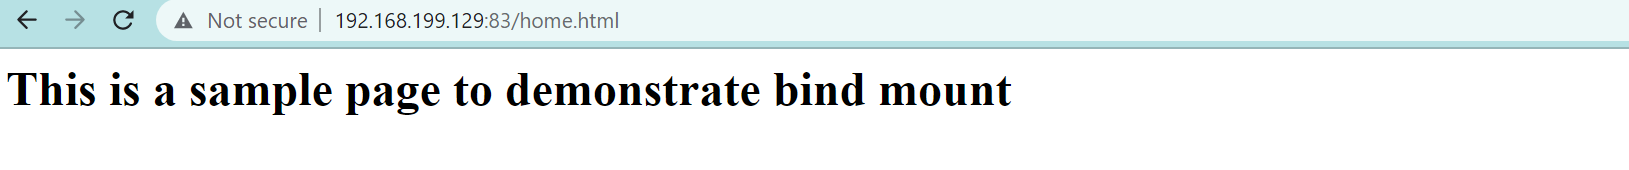 Not secure | 192.168.199.129:83/home.html
This is a sample page to demonstrate bind mount